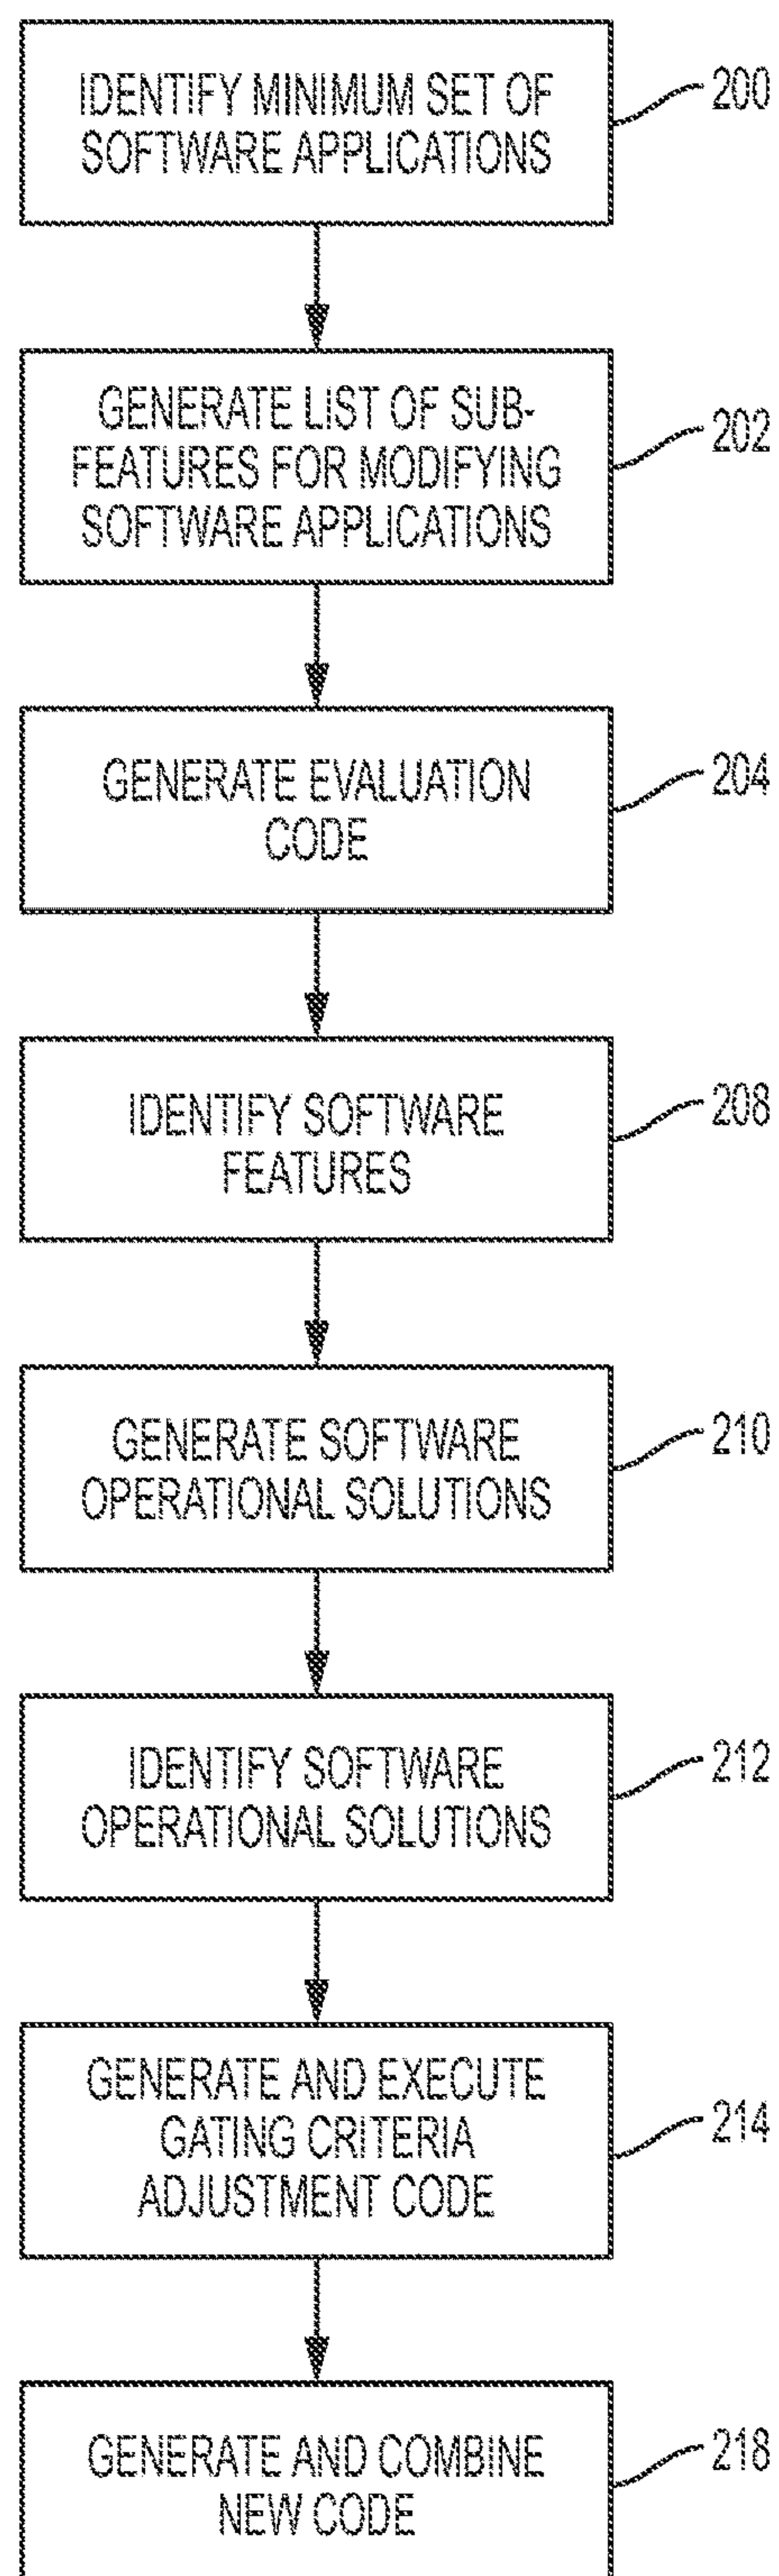 IDENTIFY MINIMUM SET OF
SOFTWARE APPLICATIONS
200
GENERATE LIST OF SUB-
FEATURES FOR MODIFYING
SOFTWARE APPLICATIONS
202
GENERATE EVALUATION
CODE
204
IDENTIFY SOFTWARE
FEATURES
208
GENERATE SOFTWARE
OPERATIONAL SOLUTIONS
210
IDENTIFY SOFTWARE
OPERATIONAL SOLUTIONS
212
GENERATE AND EXECUTE
GATING CRITERIA
ADJUSTMENT CODE
214
GENERATE AND COMBINE
NEW CODE
218